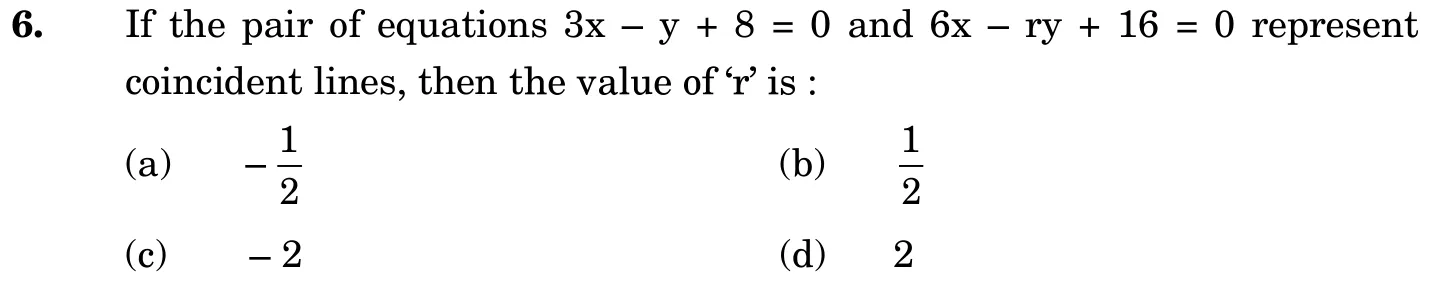 6. If the pair of equations 3x – y + 8 = 0 and 6x – ry + 16 = 0 represent
coincident lines, then the value of ‘r’ is :
(a) – 1/2 (b) 1/2
(c) – 2 (d) 2